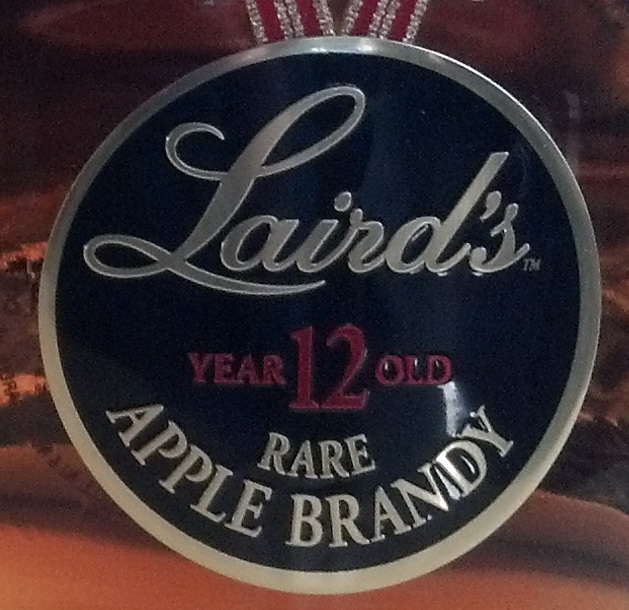 Laird's™
YEAR 12 OLD
RARE
APPLE BRANDY